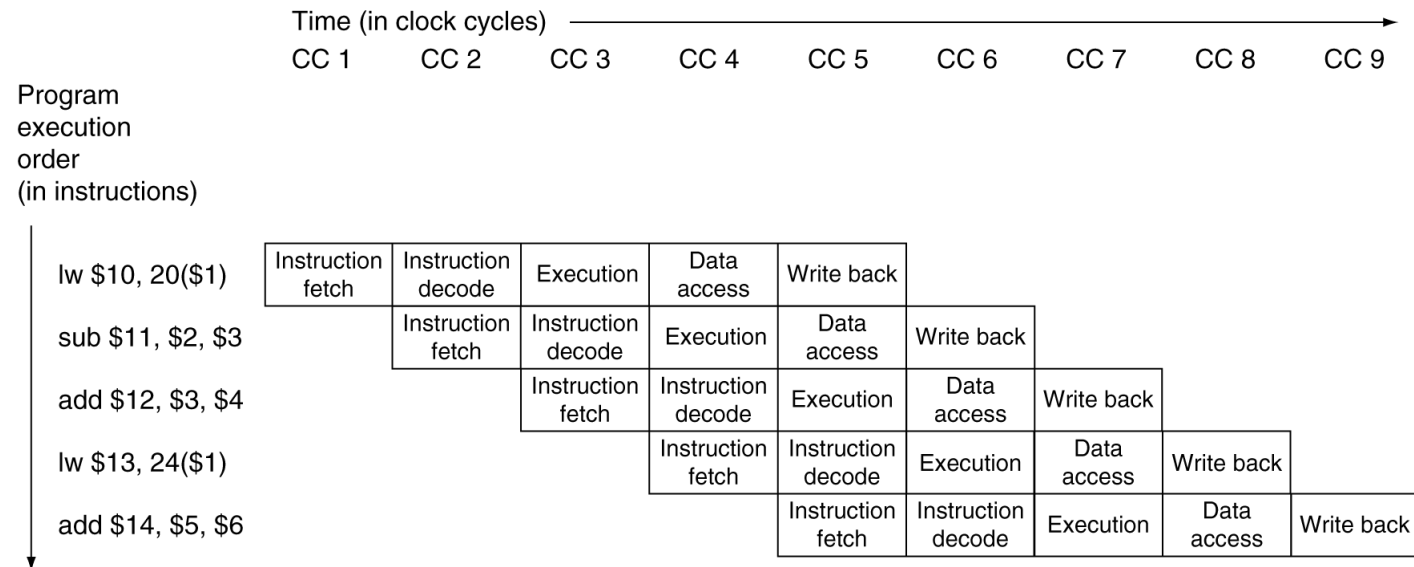 Time (in clock cycles)
CC 1 CC 2 CC 3 CC 4 CC 5 CC 6 CC 7 CC 8 CC 9
Program
execution
order
(in instructions)
lw $10, 20($1)
Instruction
fetch
Instruction
decode
Execution
Data
access
Write back
sub $11, $2, $3
Instruction
fetch
Instruction
decode
Execution
Data
access
Write back
add $12, $3, $4
Instruction
fetch
Instruction
decode
Execution
Data
access
Write back
lw $13, 24($1)
Instruction
fetch
Instruction
decode
Execution
Data
access
Write back
add $14, $5, $6
Instruction
fetch
Instruction
decode
Execution
Data
access
Write back